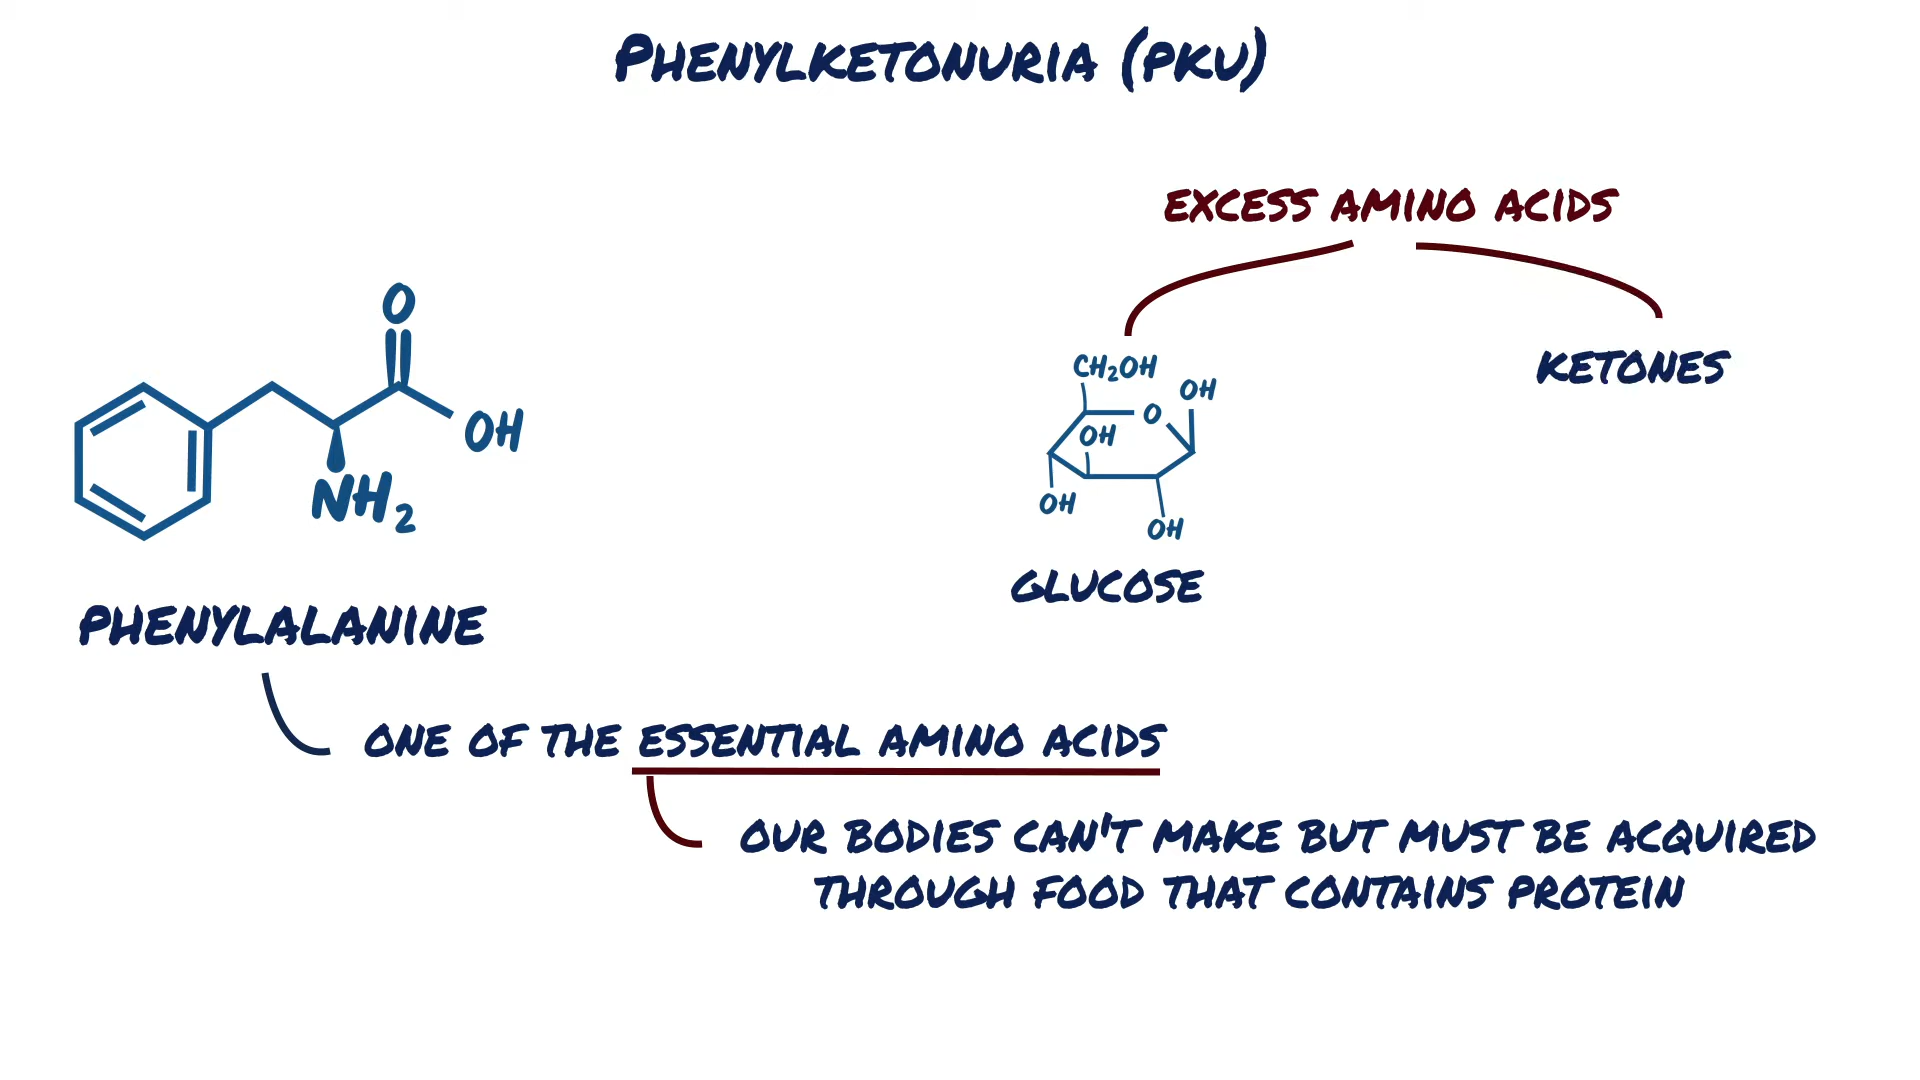 PHENYLKETONURIA (PKU)
EXCESS AMINO ACIDS
KETONES
O
OH
NH₂
PHENYLALANINE
CH₂OH
OH
O
OH
OH
OH
GLUCOSE
ONE OF THE ESSENTIAL AMINO ACIDS
OUR BODIES CAN'T MAKE BUT MUST BE ACQUIRED
THROUGH FOOD THAT CONTAINS PROTEIN